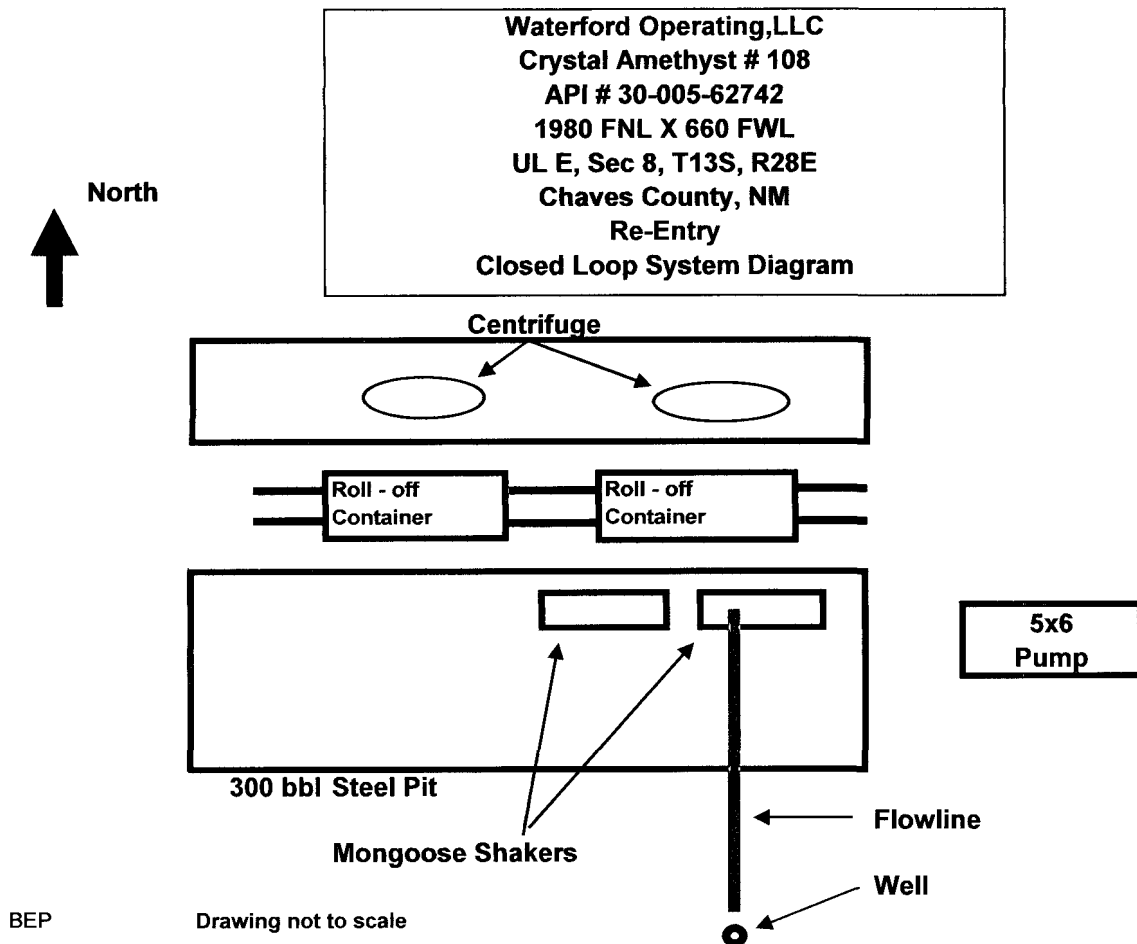 Waterford Operating,LLC
Crystal Amethyst # 108
API # 30-005-62742
1980 FNL X 660 FWL
UL E, Sec 8, T13S, R28E
Chaves County, NM
Re-Entry
Closed Loop System Diagram
North
Centrifuge
Roll - off
Container
Roll - off
Container
5x6
Pump
300 bbl Steel Pit
Flowline
Mongoose Shakers
Well
BEP
Drawing not to scale